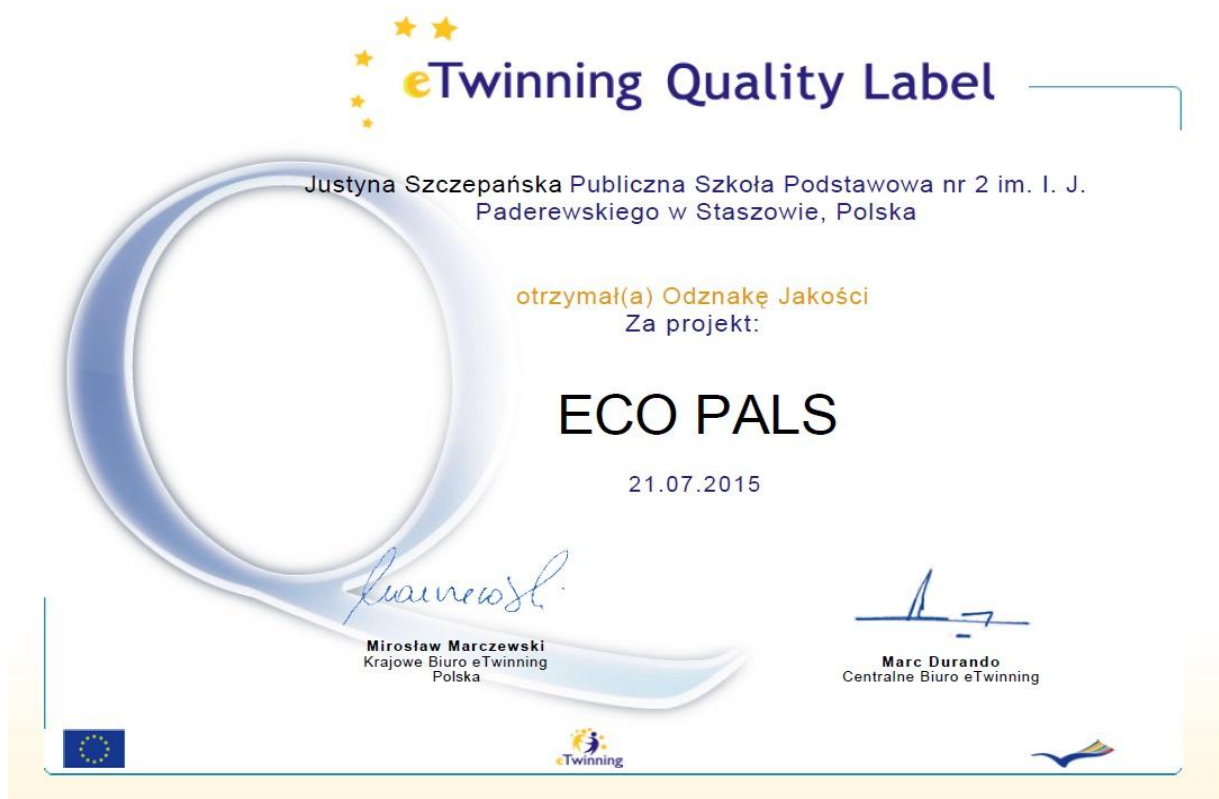 eTwinning Quality Label
Justyna Szczepańska Publiczna Szkoła Podstawowa nr 2 im. I. J.
Paderewskiego w Staszowie, Polska
otrzymał(a) Odznakę Jakości
Za projekt:
ECO PALS
21.07.2015
Mirosław Marczewski
Krajowe Biuro eTwinning
Polska
Marc Durando
Centralne Biuro eTwinning
eTwinning